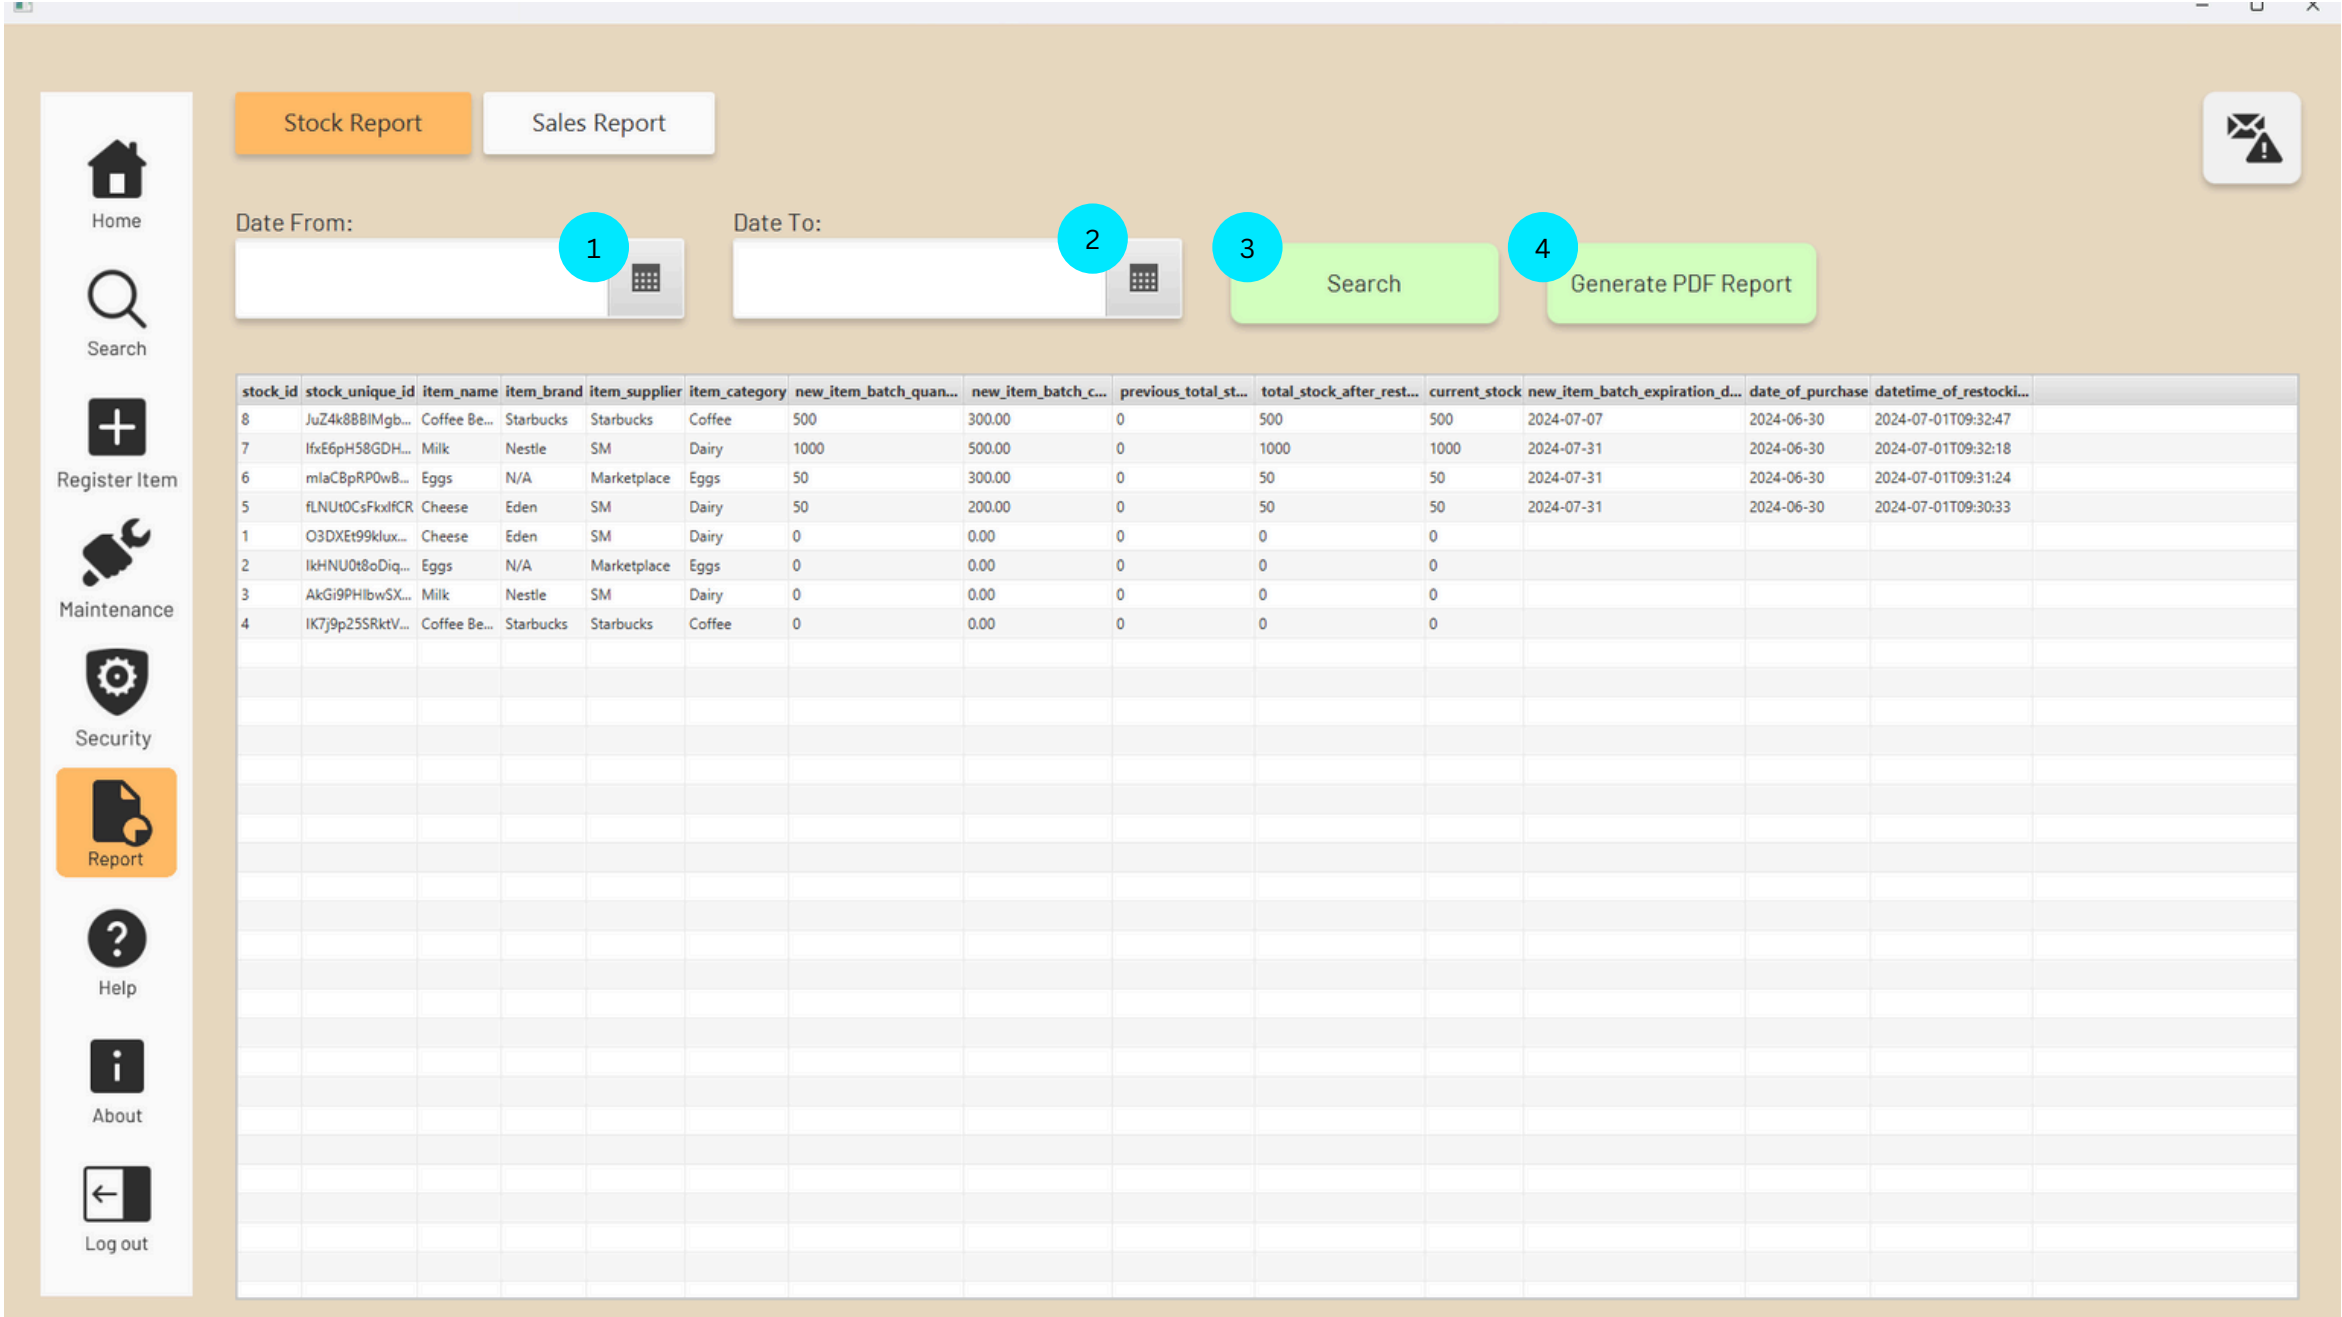 Stock Report
Sales Report
Home
Search
Register Item
Maintenance
Security
Report
Help
About
Log out
Date From:
1
Date To:
2
3
Search
4
Generate PDF Report
stock_id stock_unique_id item_name item_brand item_supplier item_category new_item_batch_quan... new_item_batch_c... previous_total_st... total_stock_after_rest... current_stock new_item_batch_expiration_d... date_of_purchase datetime_of_restocki...
8 JuZ4k8BBIMgb... Coffee Be... Starbucks Starbucks Coffee 500 300.00 0 500 500 2024-07-07 2024-06-30 2024-07-01T09:32:47
7 IfxE6pH58GDH... Milk Nestle SM Dairy 1000 500.00 0 1000 1000 2024-07-31 2024-06-30 2024-07-01T09:32:18
6 mlaCBpRP0wB... Eggs N/A Marketplace Eggs 50 300.00 0 50 50 2024-07-31 2024-06-30 2024-07-01T09:31:24
5 fLNUt0CsFkxIfCR Cheese Eden SM Dairy 50 200.00 0 50 50 2024-07-31 2024-06-30 2024-07-01T09:30:33
1 O3DXEt99klux... Cheese Eden SM Dairy 0 0.00 0 0 0
2 IkHNU0t8oDiq... Eggs N/A Marketplace Eggs 0 0.00 0 0 0
3 AkGi9PHIbwSX... Milk Nestle SM Dairy 0 0.00 0 0 0
4 IK7j9p25SRktV... Coffee Be... Starbucks Starbucks Coffee 0 0.00 0 0 0